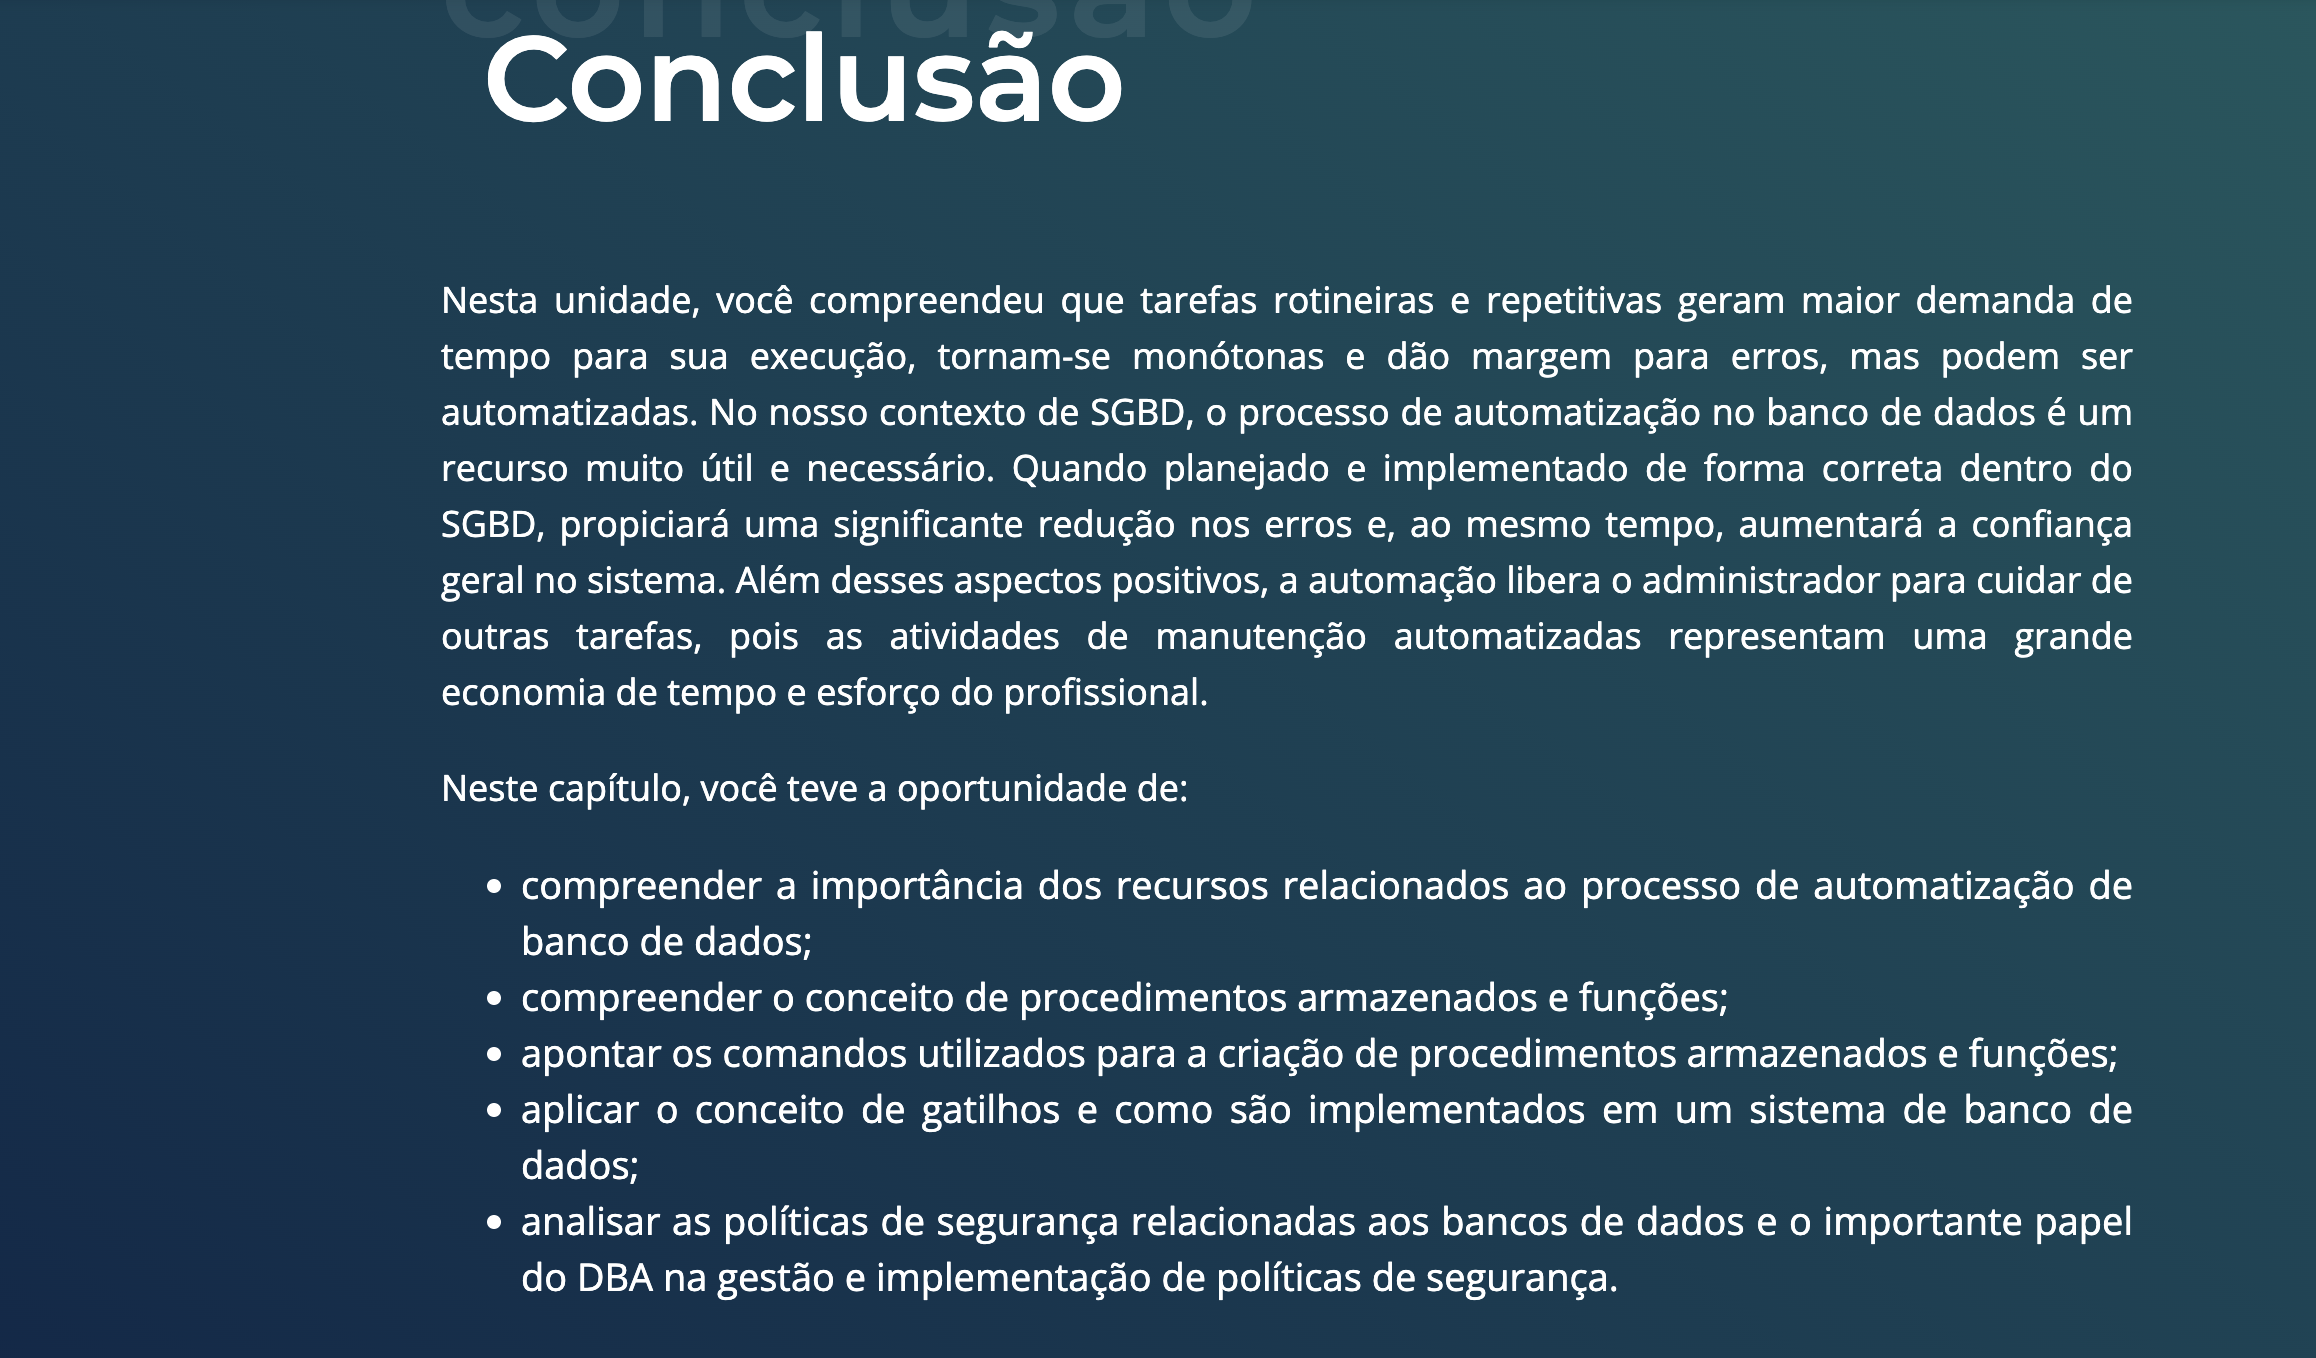 conclusão
Conclusão
Nesta unidade, você compreendeu que tarefas rotineiras e repetitivas geram maior demanda de
tempo para sua execução, tornam-se monótonas e dão margem para erros, mas podem ser
automatizadas. No nosso contexto de SGBD, o processo de automatização no banco de dados é um
recurso muito útil e necessário. Quando planejado e implementado de forma correta dentro do
SGBD, propiciará uma significante redução nos erros e, ao mesmo tempo, aumentará a confiança
geral no sistema. Além desses aspectos positivos, a automação libera o administrador para cuidar de
outras tarefas, pois as atividades de manutenção automatizadas representam uma grande
economia de tempo e esforço do profissional.
Neste capítulo, você teve a oportunidade de:
• compreender a importância dos recursos relacionados ao processo de automatização de
banco de dados;
• compreender o conceito de procedimentos armazenados e funções;
• apontar os comandos utilizados para a criação de procedimentos armazenados e funções;
• aplicar o conceito de gatilhos e como são implementados em um sistema de banco de
dados;
• analisar as políticas de segurança relacionadas aos bancos de dados e o importante papel
do DBA na gestão e implementação de políticas de segurança.